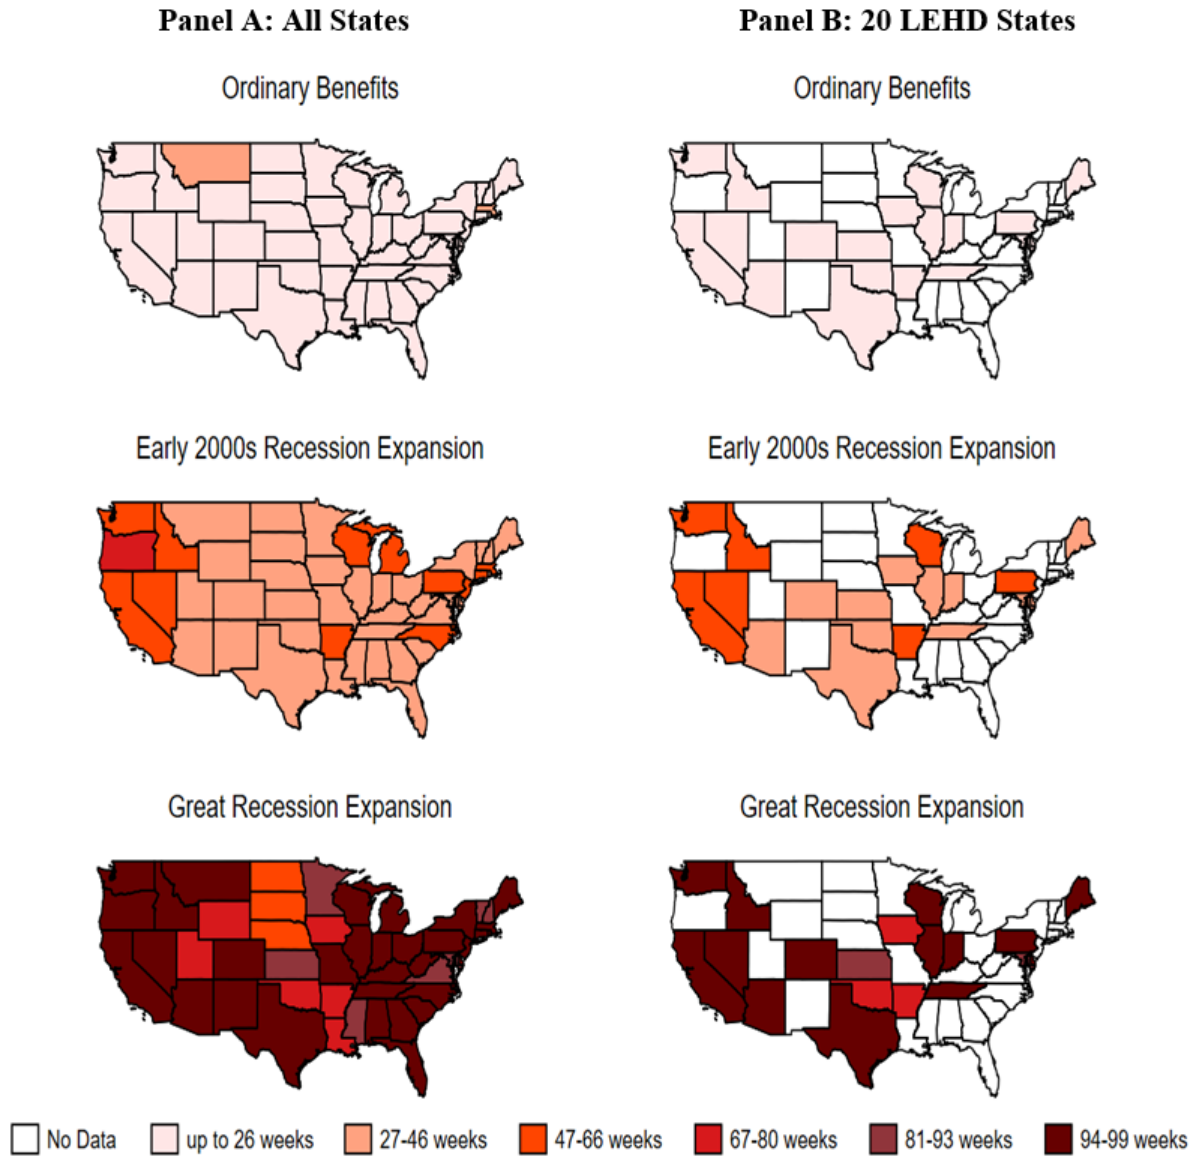 Panel A: All States
Panel B: 20 LEHD States
Ordinary Benefits
Ordinary Benefits
Early 2000s Recession Expansion
Early 2000s Recession Expansion
Great Recession Expansion
Great Recession Expansion
No Data up to 26 weeks 27-46 weeks 47-66 weeks 67-80 weeks 81-93 weeks 94-99 weeks